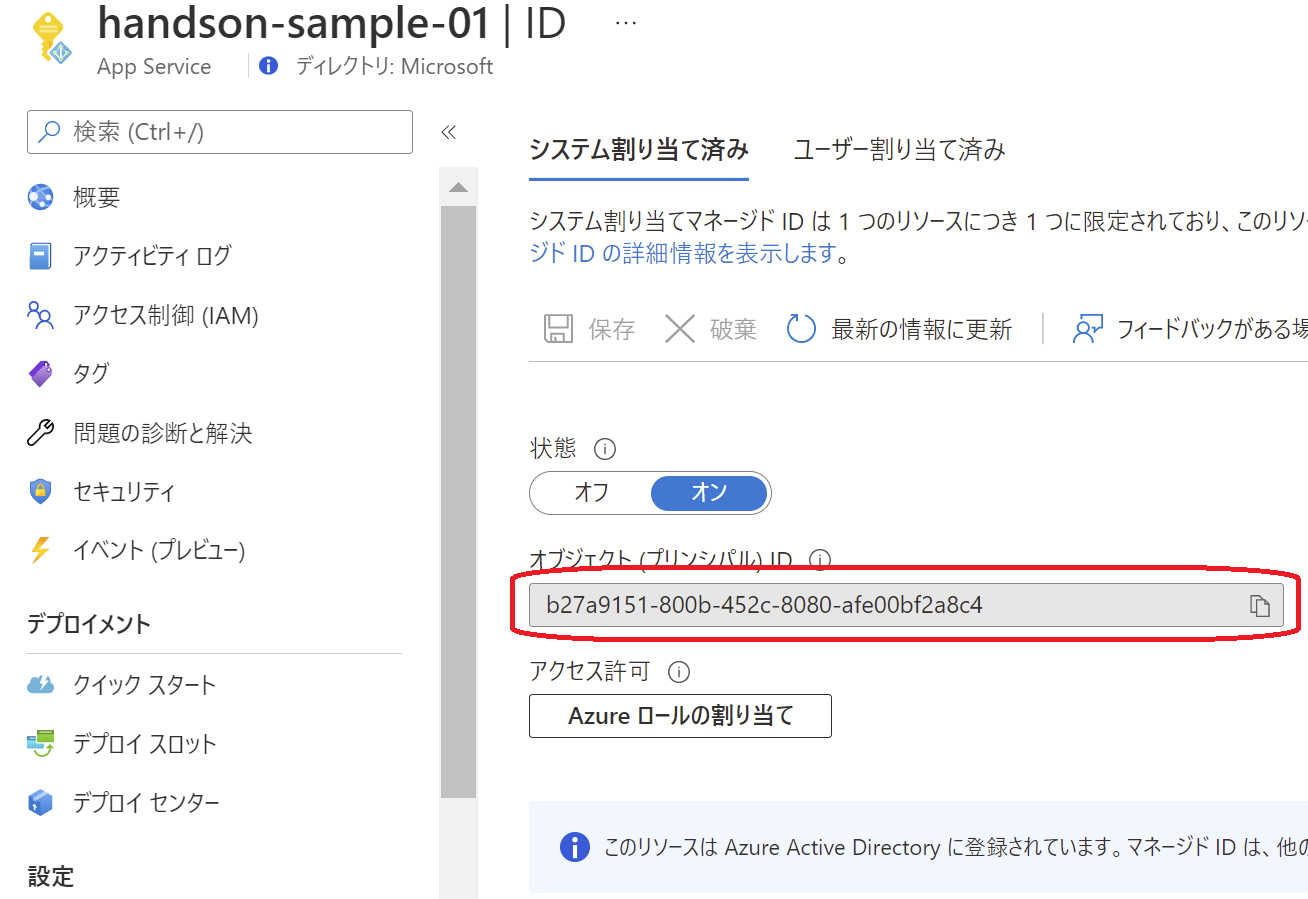 handson-sample-01 | ID ...
App Service
ディレクトリ: Microsoft
検索 (Ctrl+/)
«
概要
アクティビティ ログ
アクセス制御 (IAM)
タグ
問題の診断と解決
セキュリティ
イベント (プレビュー)
デプロイメント
クイック スタート
デプロイ スロット
デプロイ センター
設定
システム割り当て済み ユーザー割り当て済み
システム割り当てマネージド ID は 1 つのリソースにつき 1 つに限定されており、このリソ
ジド ID の詳細情報を表示します。
保存 破棄 最新の情報に更新 フィードバックがある場
状態
オフ オン
オブジェクト (プリンシパル) ID
b27a9151-800b-452c-8080-afe00bf2a8c4
アクセス許可
Azure ロールの割り当て
このリソースは Azure Active Directory に登録されています。マネージド ID は、他の